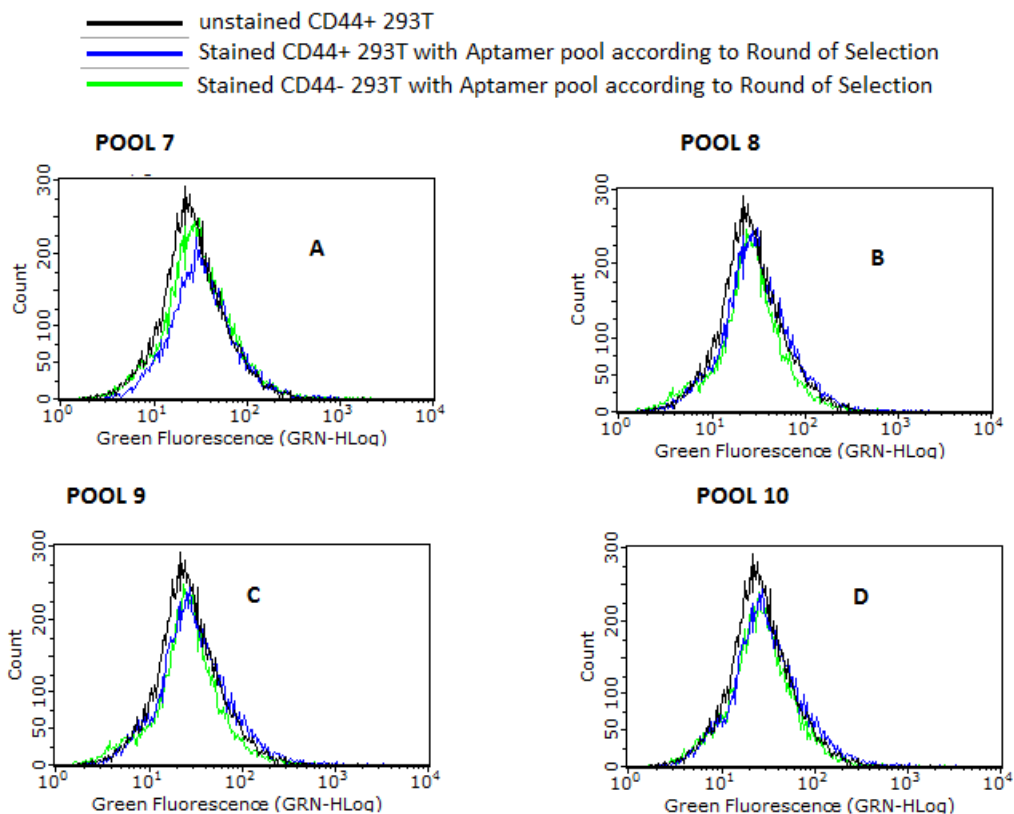 unstained CD44+ 293T
Stained CD44+ 293T with Aptamer pool according to Round of Selection
Stained CD44- 293T with Aptamer pool according to Round of Selection
POOL 7
300
200
100
50
0
Count
A
10⁰ 10¹ 10² 10³ 10⁴
Green Fluorescence (GRN-HLog)
POOL 8
300
200
100
50
0
Count
B
10⁰ 10¹ 10² 10³ 10⁴
Green Fluorescence (GRN-HLog)
POOL 9
300
200
100
50
0
Count
C
10⁰ 10¹ 10² 10³ 10⁴
Green Fluorescence (GRN-HLog)
POOL 10
300
200
100
50
0
Count
D
10⁰ 10¹ 10² 10³ 10⁴
Green Fluorescence (GRN-HLog)